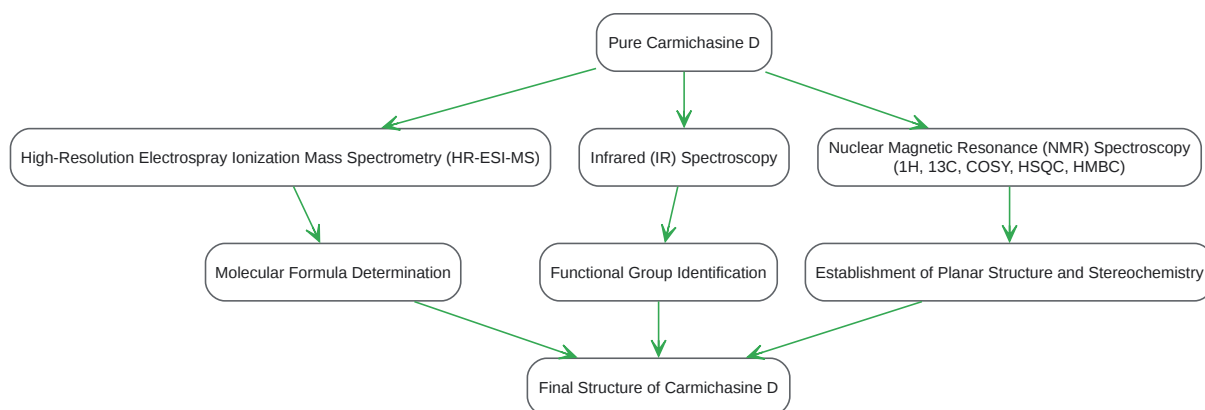 Pure Carmichasine D
High-Resolution Electrospray Ionization Mass Spectrometry (HR-ESI-MS)
Infrared (IR) Spectroscopy
Nuclear Magnetic Resonance (NMR) Spectroscopy
(1H, 13C, COSY, HSQC, HMBC)
Molecular Formula Determination
Functional Group Identification
Establishment of Planar Structure and Stereochemistry
Final Structure of Carmichasine D